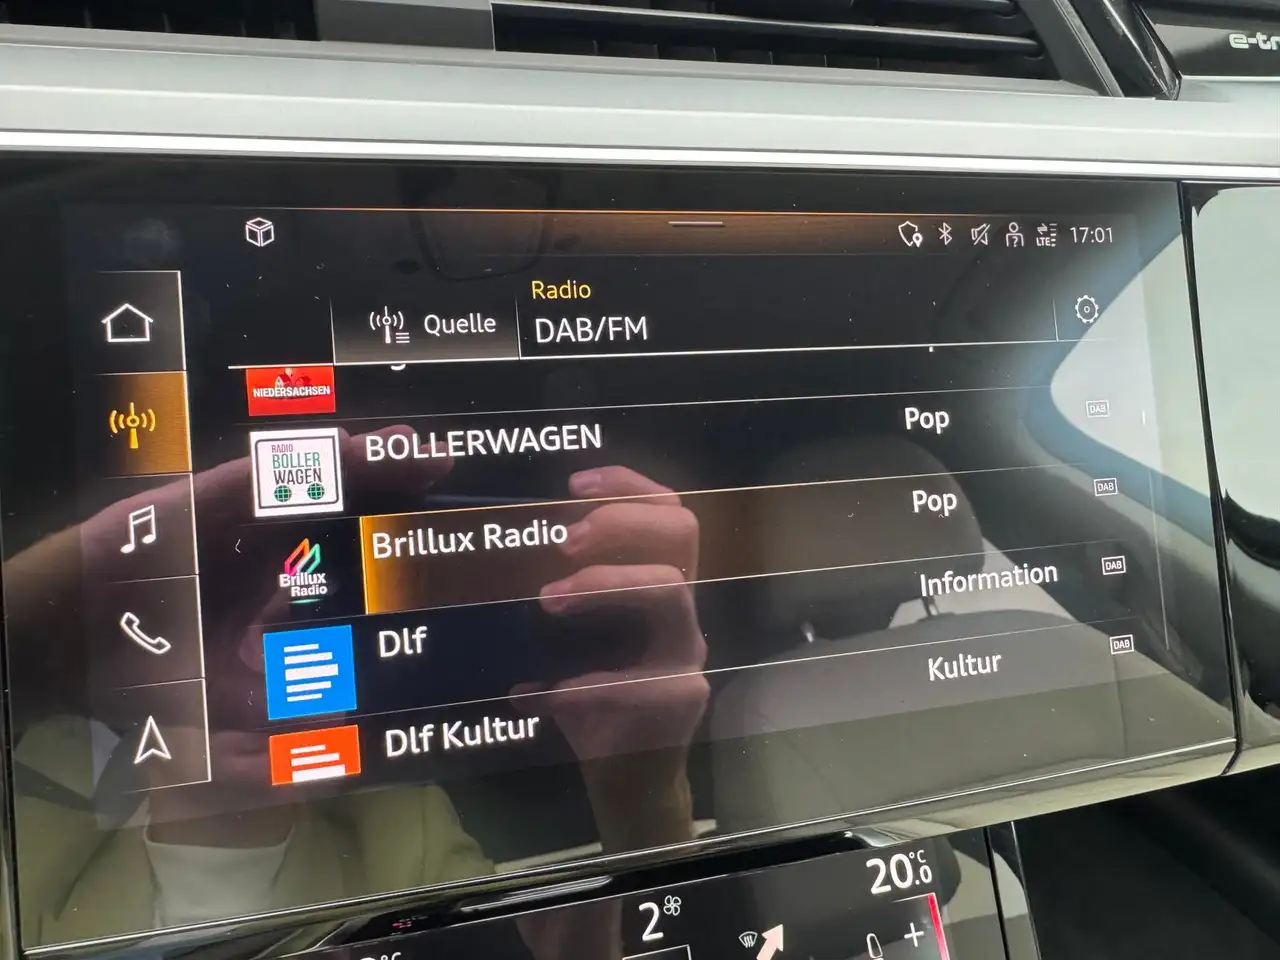 e-tr
LTE
17:01
Radio
Quelle
DAB/FM
NIEDERSACHSEN
RADIO
BOLLER
WAGEN
BOLLERWAGEN
Pop
DAB
Brillux
Radio
Brillux Radio
Pop
DAB
Dlf
Information
DAB
Dlf Kultur
Kultur
DAB
20.0 °C
2
°C
+